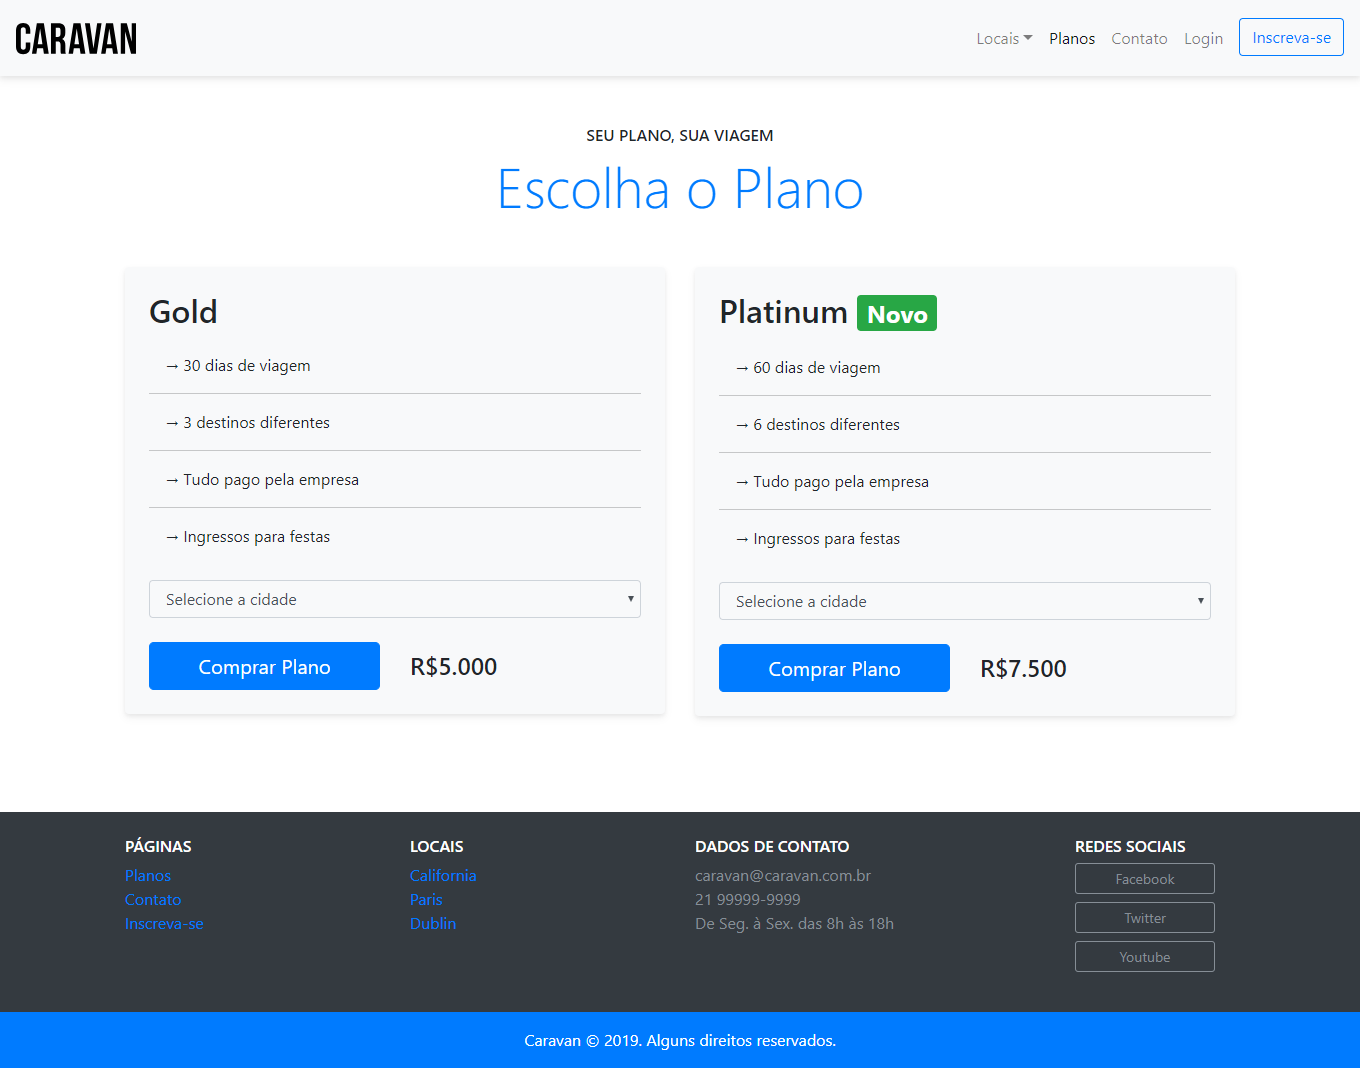 CARAVAN
Locais Planos Contato Login Inscreva-se
SEU PLANO, SUA VIAGEM
Escolha o Plano
Gold
→ 30 dias de viagem
→ 3 destinos diferentes
→ Tudo pago pela empresa
→ Ingressos para festas
Selecione a cidade
Comprar Plano R$5.000
Platinum Novo
→ 60 dias de viagem
→ 6 destinos diferentes
→ Tudo pago pela empresa
→ Ingressos para festas
Selecione a cidade
Comprar Plano R$7.500
PÁGINAS
Planos
Contato
Inscreva-se
LOCAIS
California
Paris
Dublin
DADOS DE CONTATO
caravan@caravan.com.br
21 99999-9999
De Seg. à Sex. das 8h às 18h
REDES SOCIAIS
Facebook
Twitter
Youtube
Caravan © 2019. Alguns direitos reservados.